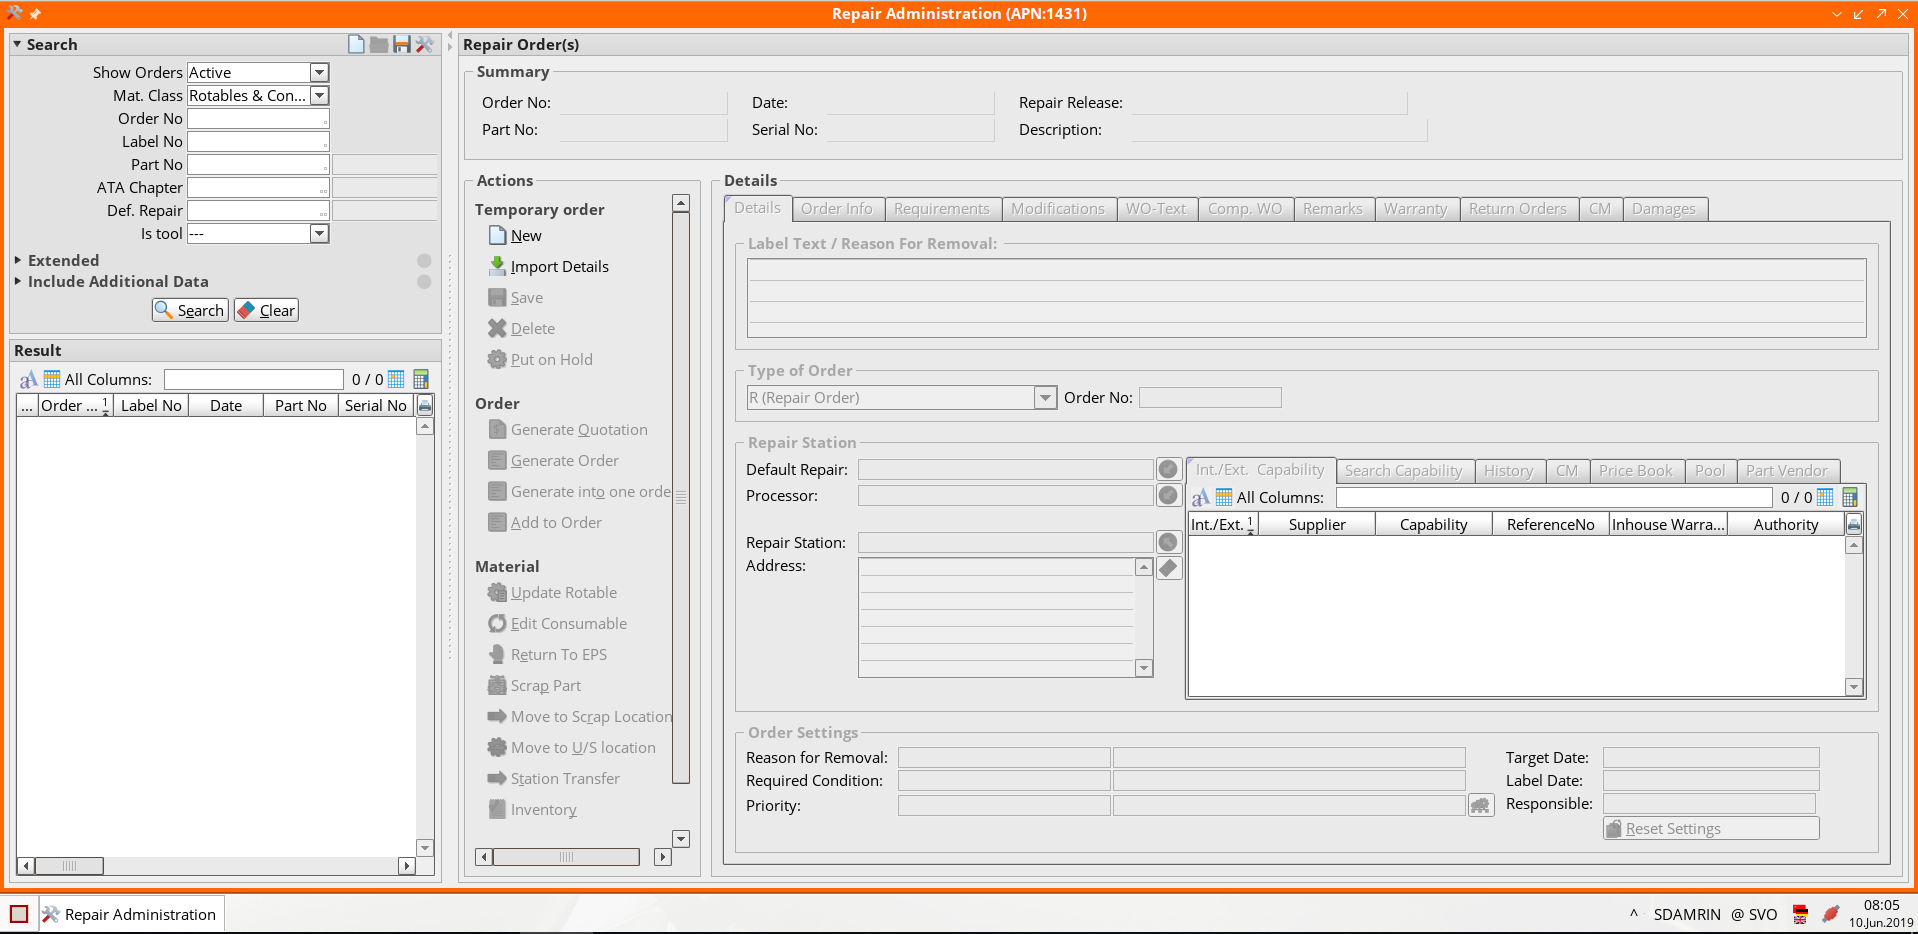 Repair Administration (APN:1431)
Search
Show Orders Active
Mat. Class Rotables & Con...
Order No
Label No
Part No
ATA Chapter
Def. Repair
Is tool ---
Extended
Include Additional Data
Search Clear
Result
All Columns: 0 / 0
... Order ... 1 Label No Date Part No Serial No
Repair Order(s)
Summary
Order No: Date: Repair Release:
Part No: Serial No: Description:
Actions
Temporary order
New
Import Details
Save
Delete
Put on Hold
Order
Generate Quotation
Generate Order
Generate into one orde
Add to Order
Material
Update Rotable
Edit Consumable
Return To EPS
Scrap Part
Move to Scrap Location
Move to U/S location
Station Transfer
Inventory
Details
Details Order Info Requirements Modifications WO-Text Comp. WO Remarks Warranty Return Orders CM Damages
Label Text / Reason For Removal:
Type of Order
R (Repair Order) Order No:
Repair Station
Default Repair:
Processor:
Repair Station:
Address:
Int./Ext. Capability Search Capability History CM Price Book Pool Part Vendor
All Columns: 0 / 0
Int./Ext. 1 Supplier Capability ReferenceNo Inhouse Warra... Authority
Order Settings
Reason for Removal: Target Date:
Required Condition: Label Date:
Priority: Responsible:
Reset Settings
Repair Administration
^ SDAMRIN @ SVO 08:05
10.Jun.2019